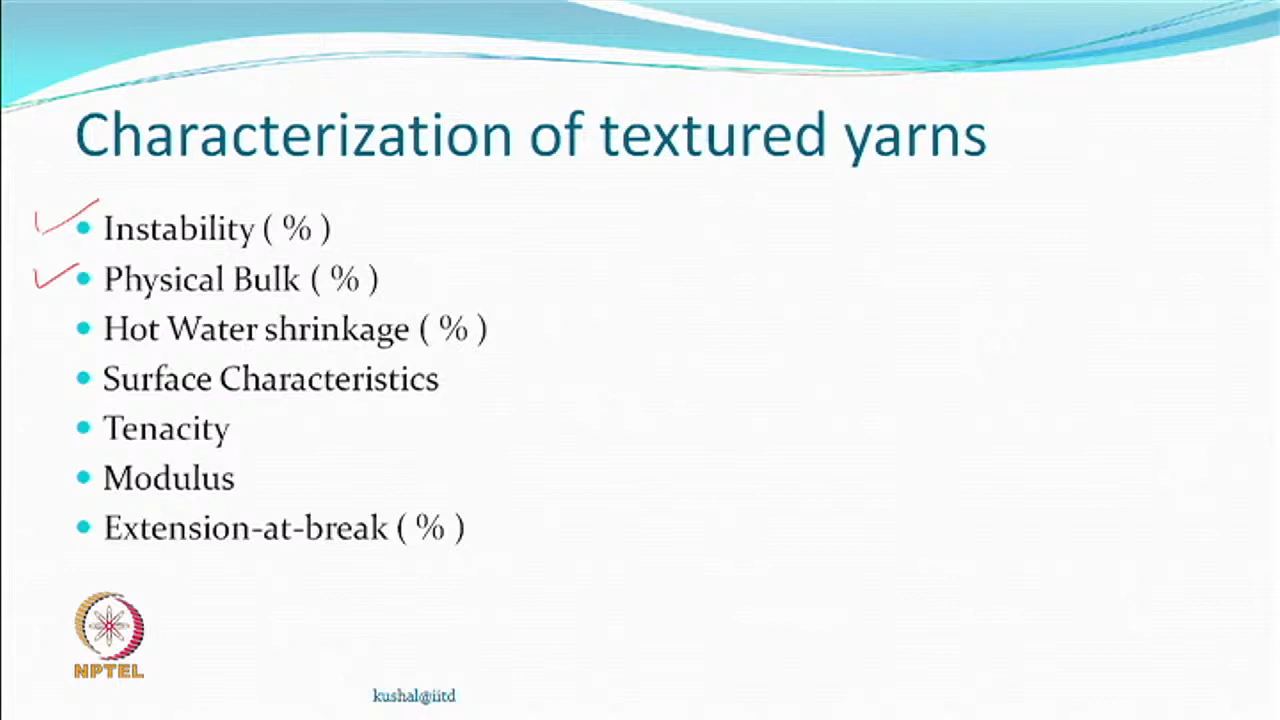 Characterization of textured yarns
Instability ( % )
Physical Bulk ( % )
Hot Water shrinkage ( % )
Surface Characteristics
Tenacity
Modulus
Extension-at-break ( % )
NPTEL
kushal@iitd